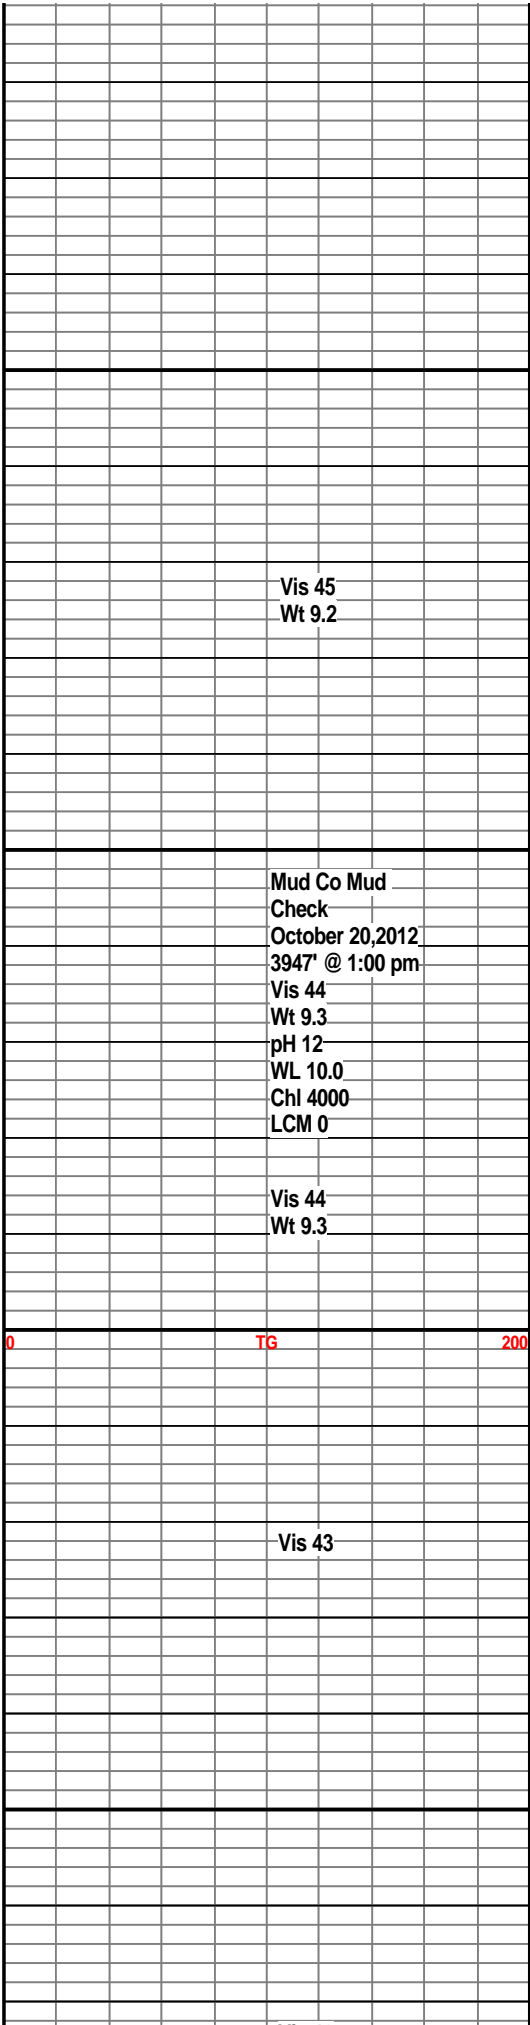 Vis 45
Wt 9.2
Mud Co Mud
Check
October 20,2012
3947' @ 1:00 pm
Vis 44
Wt 9.3
pH 12
WL 10.0
Chl 4000
LCM 0
Vis 44
Wt 9.3
0 TG 200
Vis 43